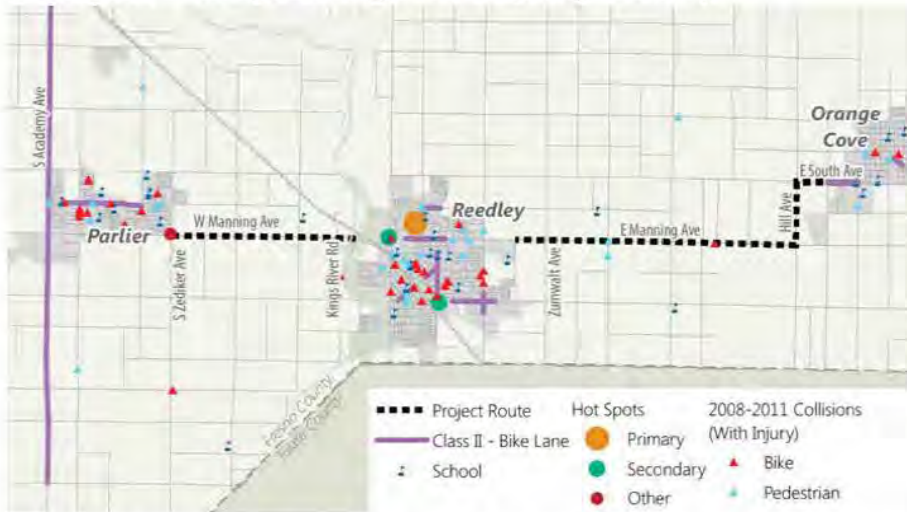 S Academy Ave
Orange
Cove
E South Ave
Reedley
Hill Ave
W Manning Ave
E Manning Ave
Parlier
S Zediker Ave
Kings River Rd
Zumwalt Ave
Fresno County
Tulare County
Project Route
Class II - Bike Lane
School
Hot Spots
Primary
Secondary
Other
2008-2011 Collisions
(With Injury)
Bike
Pedestrian